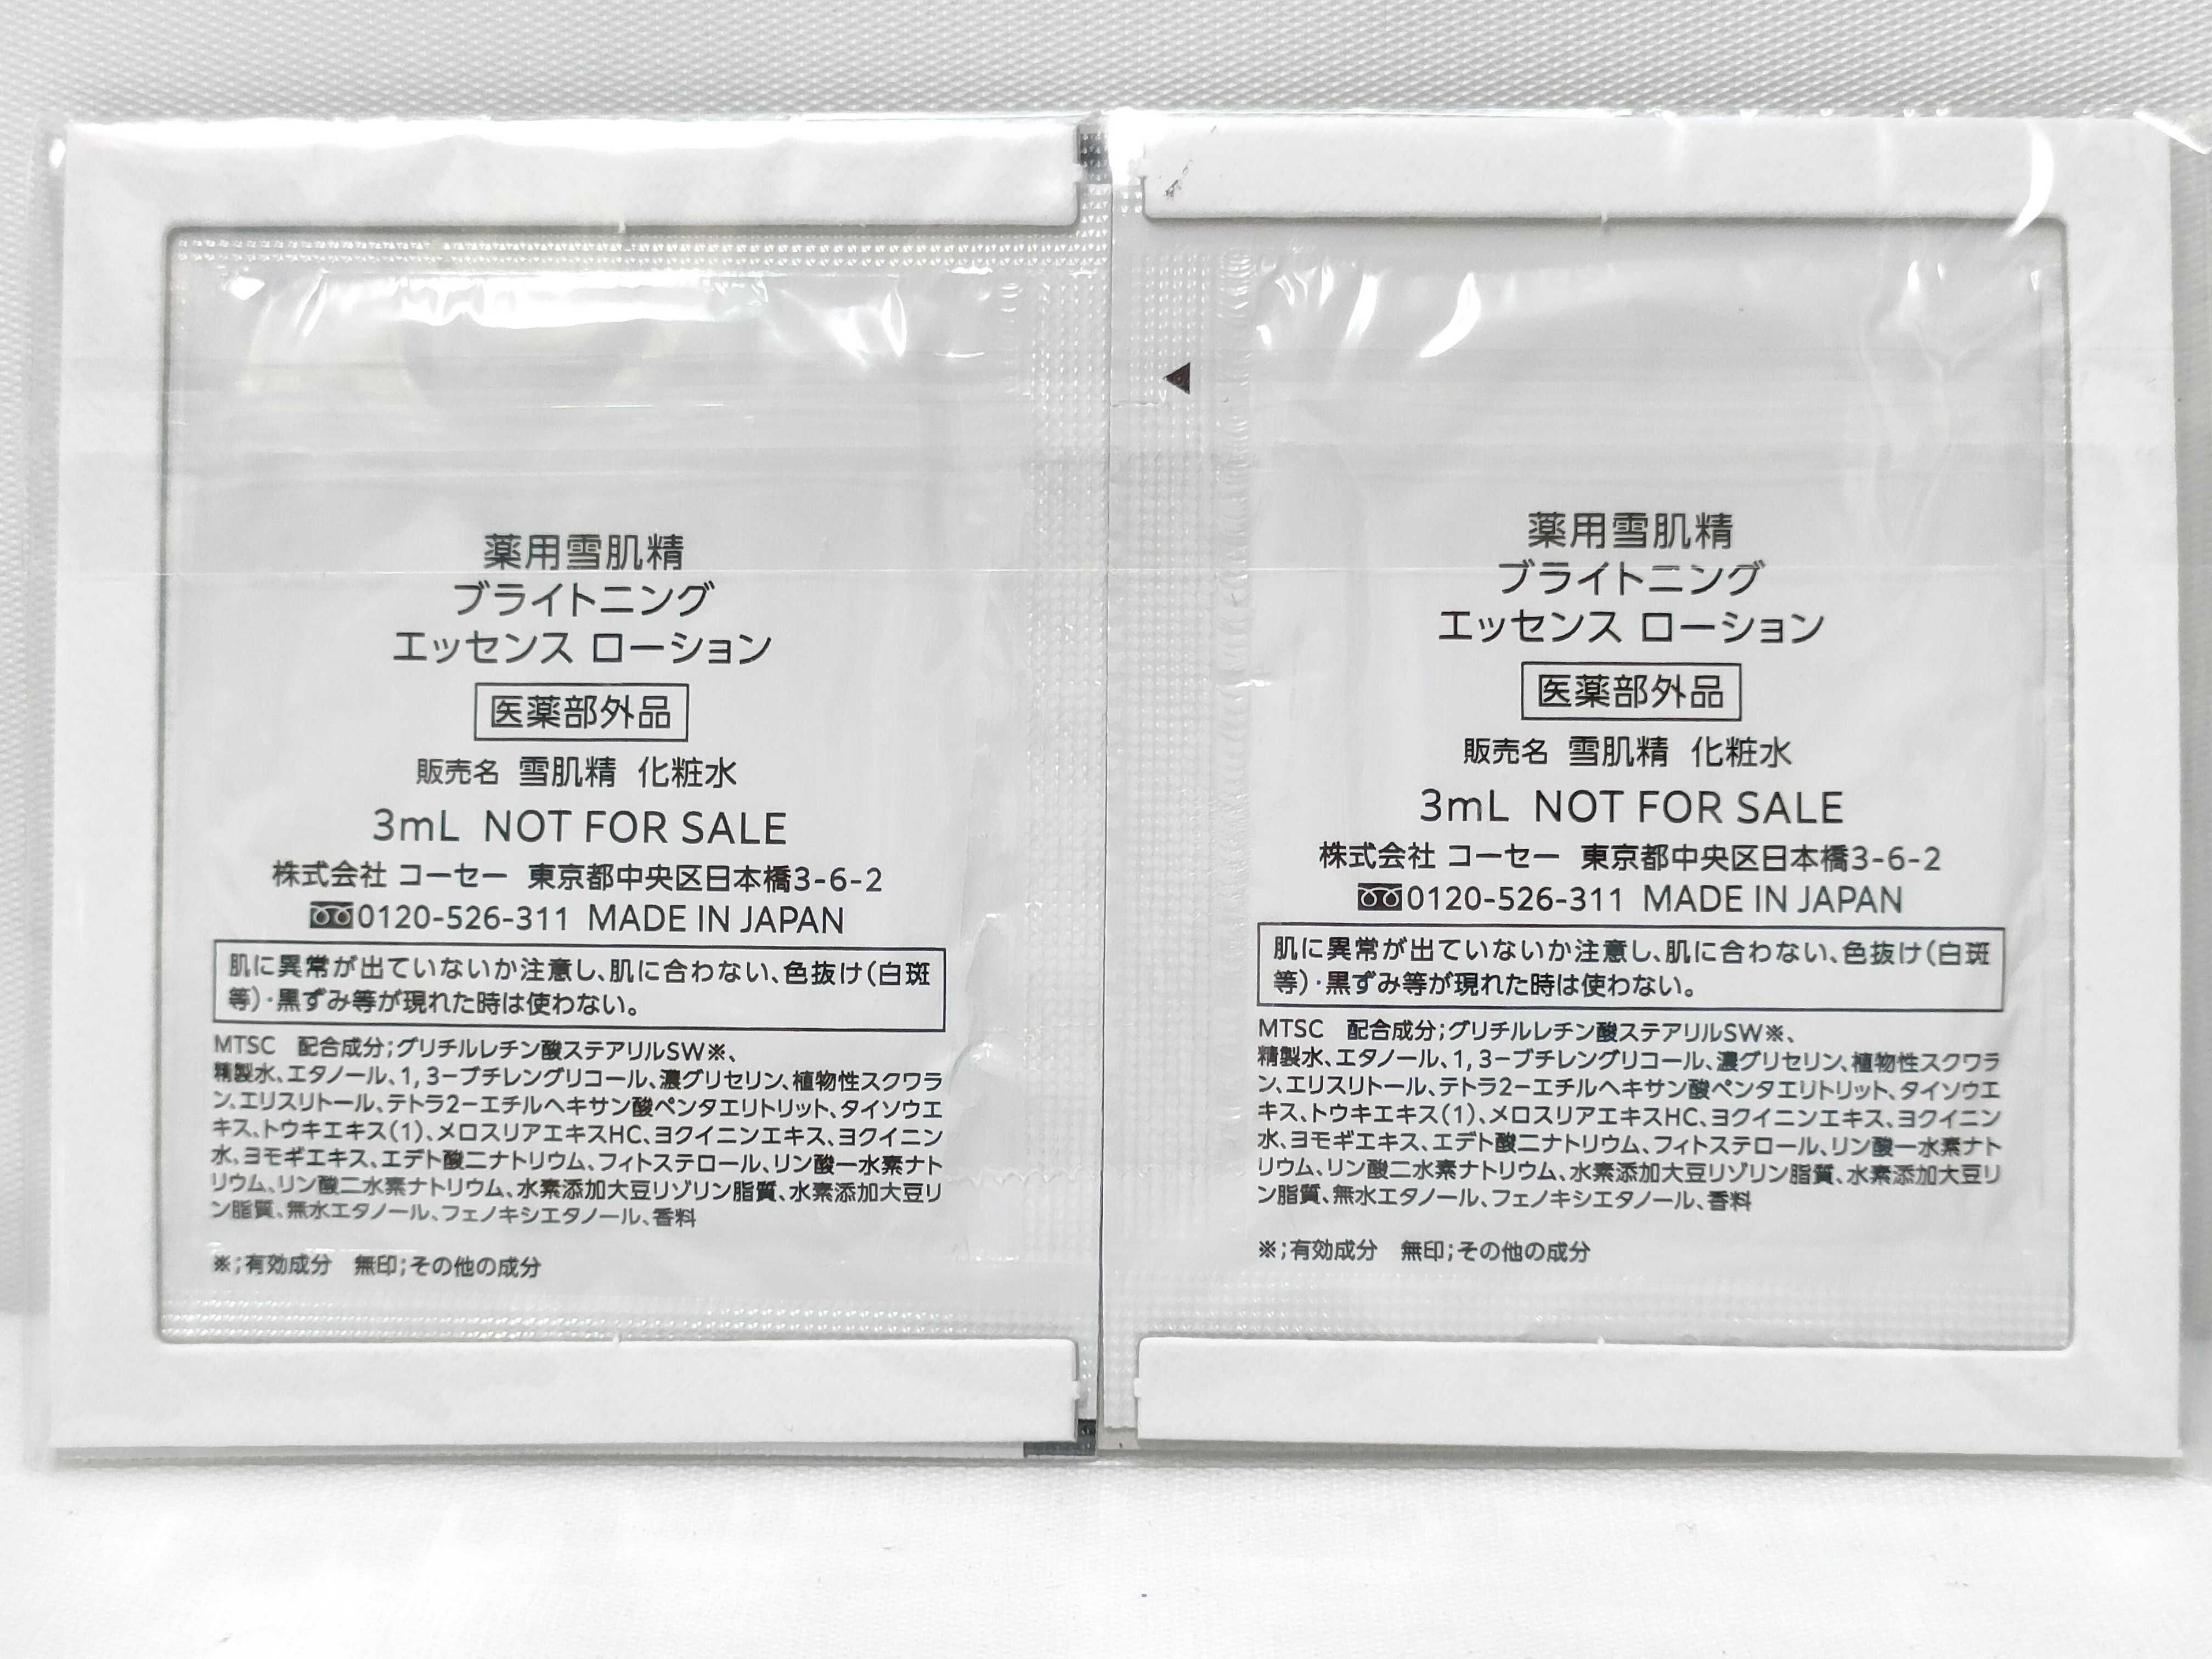 薬用雪肌精
ブライトニング
エッセンス ローション
医薬部外品
販売名 雪肌精 化粧水
3mL NOT FOR SALE
株式会社 コーセー 東京都中央区日本橋3-6-2
0120-526-311 MADE IN JAPAN
肌に異常が出ていないか注意し、肌に合わない、色抜け(白斑
等)・黒ずみ等が現れた時は使わない。
MTSC 配合成分;グリチルレチン酸ステアリルSW※、
精製水、エタノール、1,3-ブチレングリコール、濃グリセリン、植物性スクワラ
ン、エリスリトール、テトラ2-エチルヘキサン酸ペンタエリトリット、タイソウエ
キス、トウキエキス(1)、メロスリアエキスHC、ヨクイニンエキス、ヨクイニン
水、ヨモギエキス、エデト酸二ナトリウム、フィトステロール、リン酸一水素ナト
リウム、リン酸二水素ナトリウム、水素添加大豆リゾリン脂質、水素添加大豆リ
ン脂質、無水エタノール、フェノキシエタノール、香料
※;有効成分 無印;その他の成分
薬用雪肌精
ブライトニング
エッセンス ローション
医薬部外品
販売名 雪肌精 化粧水
3mL NOT FOR SALE
株式会社 コーセー 東京都中央区日本橋3-6-2
0120-526-311 MADE IN JAPAN
肌に異常が出ていないか注意し、肌に合わない、色抜け(白斑
等)・黒ずみ等が現れた時は使わない。
MTSC 配合成分;グリチルレチン酸ステアリルSW※、
精製水、エタノール、1,3-ブチレングリコール、濃グリセリン、植物性スクワラ
ン、エリスリトール、テトラ2-エチルヘキサン酸ペンタエリトリット、タイソウエ
キス、トウキエキス(1)、メロスリアエキスHC、ヨクイニンエキス、ヨクイニン
水、ヨモギエキス、エデト酸二ナトリウム、フィトステロール、リン酸一水素ナト
リウム、リン酸二水素ナトリウム、水素添加大豆リゾリン脂質、水素添加大豆リ
ン脂質、無水エタノール、フェノキシエタノール、香料
※;有効成分 無印;その他の成分